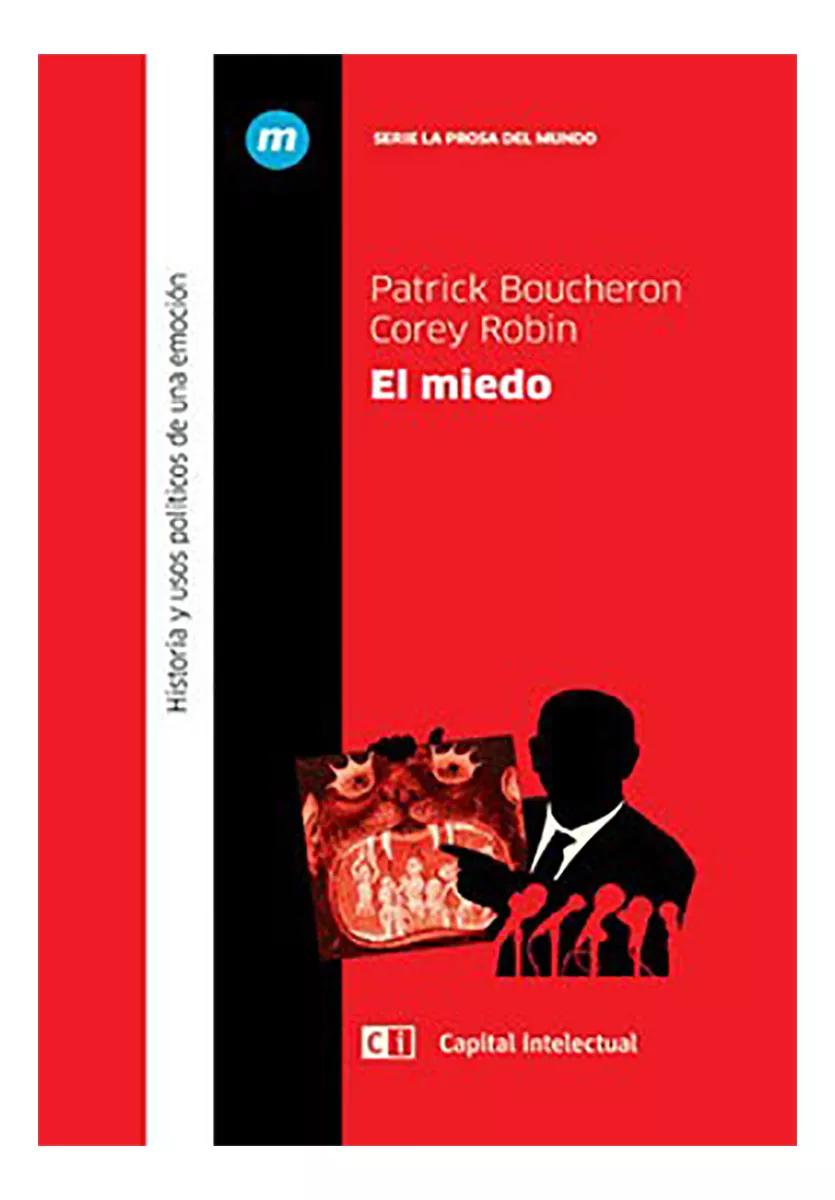 m
SERIE LA PROSA DEL MUNDO
Patrick Boucheron
Corey Robin
El miedo
Historia y usos políticos de una emoción
Ci Capital intelectual